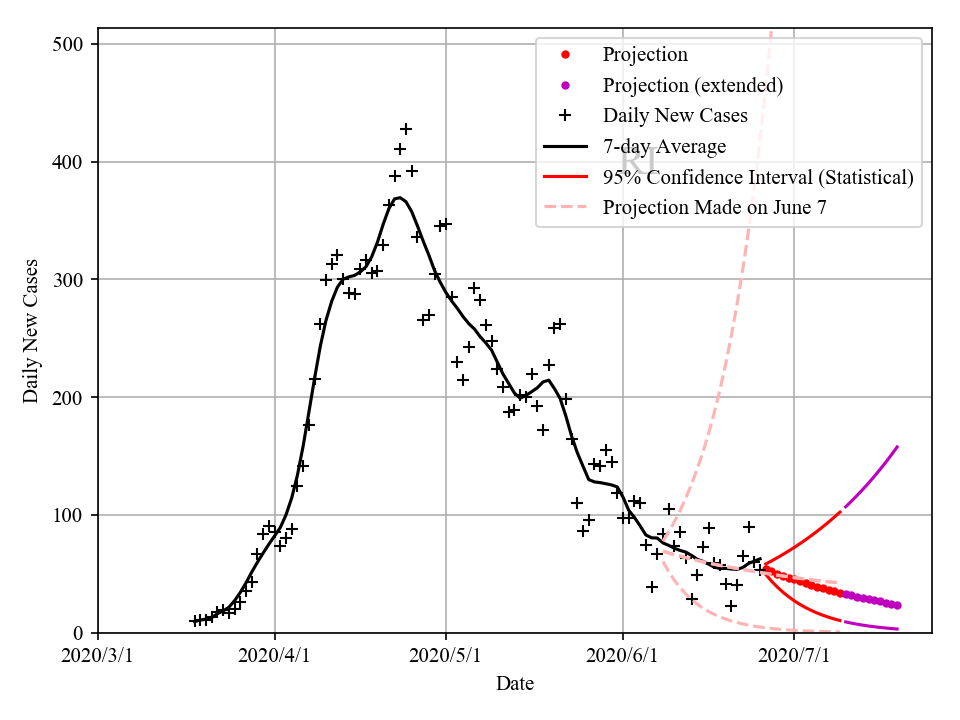 500
400
300
200
100
0
Daily New Cases
Projection
Projection (extended)
Daily New Cases
7-day Average
RI
95% Confidence Interval (Statistical)
Projection Made on June 7
2020/3/1 2020/4/1 2020/5/1 2020/6/1 2020/7/1
Date